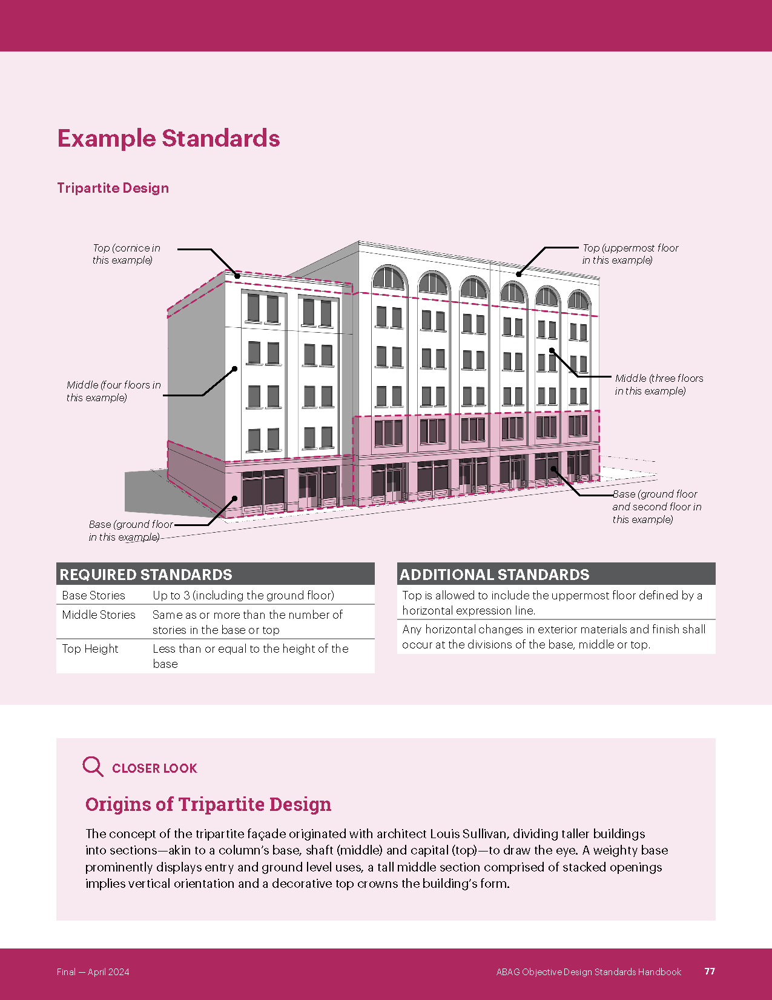 Example Standards
Tripartite Design
Top (cornice in
this example)
Top (uppermost floor
in this example)
Middle (four floors in
this example)
Middle (three floors
in this example)
Base (ground floor
and second floor in
this example)
Base (ground floor
in this example)
REQUIRED STANDARDS
Base Stories Up to 3 (including the ground floor)
Middle Stories Same as or more than the number of
stories in the base or top
Top Height Less than or equal to the height of the
base
ADDITIONAL STANDARDS
Top is allowed to include the uppermost floor defined by a
horizontal expression line.
Any horizontal changes in exterior materials and finish shall
occur at the divisions of the base, middle or top.
CLOSER LOOK
Origins of Tripartite Design
The concept of the tripartite façade originated with architect Louis Sullivan, dividing taller buildings
into sections—akin to a column’s base, shaft (middle) and capital (top)—to draw the eye. A weighty base
prominently displays entry and ground level uses, a tall middle section comprised of stacked openings
implies vertical orientation and a decorative top crowns the building’s form.
Final — April 2024
ABAG Objective Design Standards Handbook 77